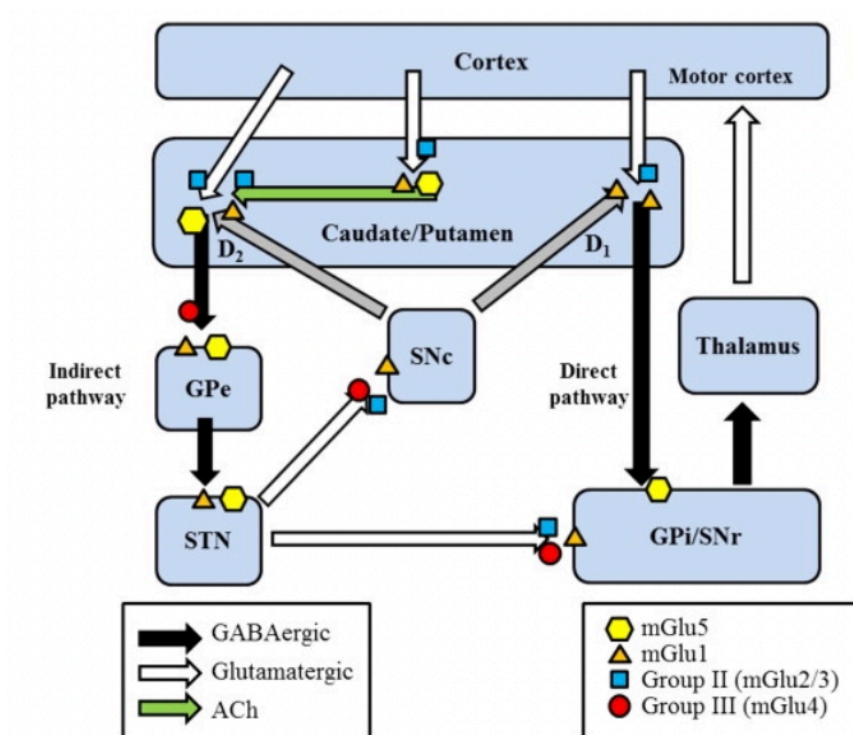 Cortex
Motor cortex
Caudate/Putamen
D2
D1
SNc
Thalamus
Indirect
pathway
GPe
Direct
pathway
STN
GPi/SNr
GABAergic
Glutamatergic
ACh
mGlu5
mGlu1
Group II (mGlu2/3)
Group III (mGlu4)